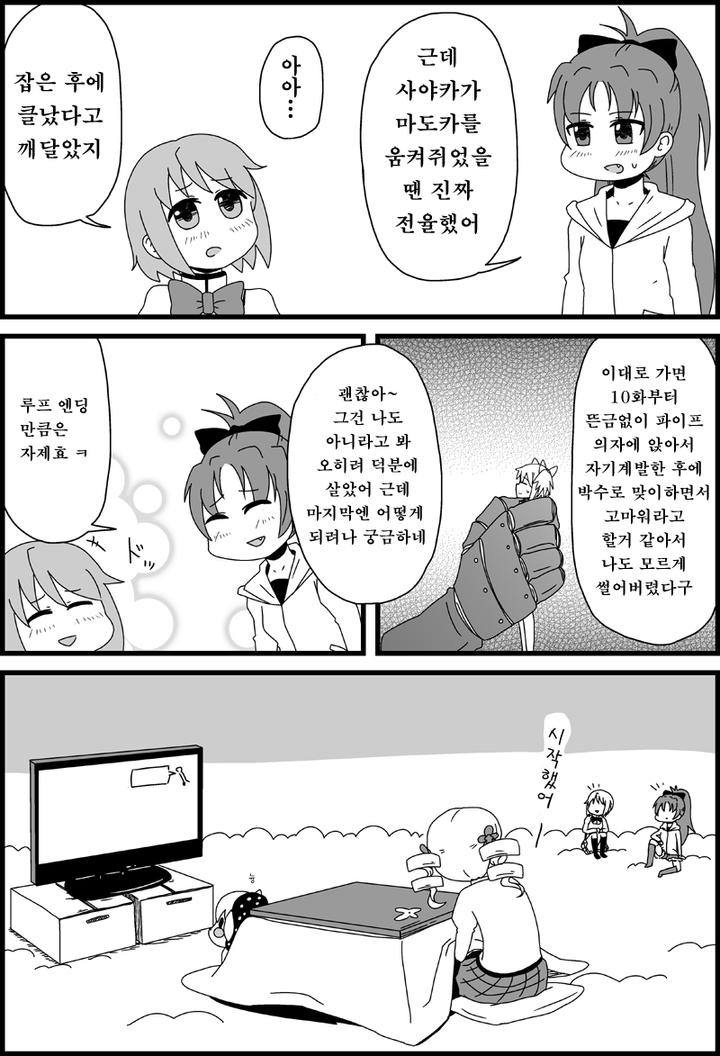 근데
사야카가
마도카를
움켜쥐었을
땐 진짜
전율했어
아아…
잡은 후에
클났다고
깨달았지
이대로 가면
10화부터
뜬금없이 파이프
의자에 앉아서
자기계발한 후에
박수로 맞이하면서
고마워라고
할거 같아서
나도 모르게
썰어버렸다구
괜찮아~
그건 나도
아니라고 봐
오히려 덕분에
살았어 근데
마지막엔 어떻게
되려나 궁금하네
루프 엔딩
만큼은
자제효 ㅋ
ドッ
시작했어